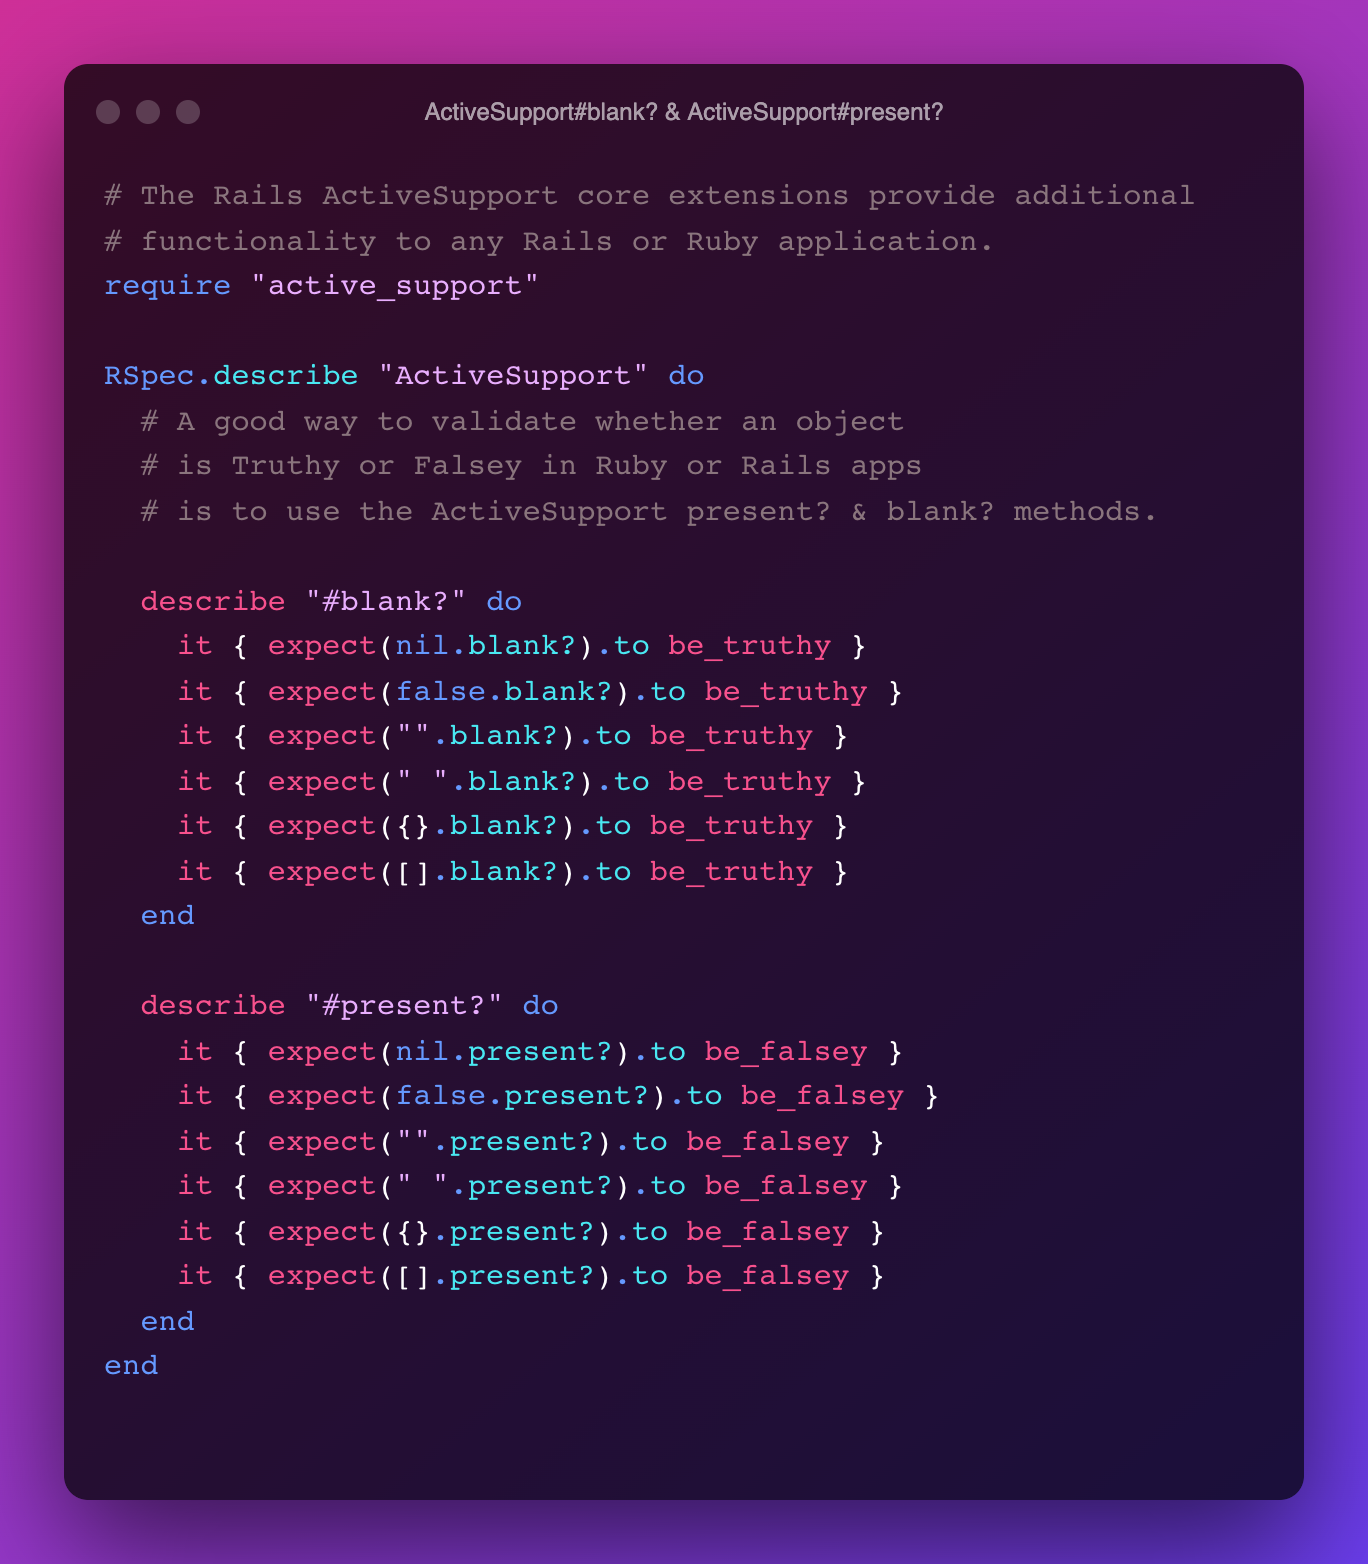 ActiveSupport#blank? & ActiveSupport#present?
# The Rails ActiveSupport core extensions provide additional
# functionality to any Rails or Ruby application.
require "active_support"
RSpec.describe "ActiveSupport" do
  # A good way to validate whether an object
  # is Truthy or Falsey in Ruby or Rails apps
  # is to use the ActiveSupport present? & blank? methods.
  describe "#blank?" do
    it { expect(nil.blank?).to be_truthy }
    it { expect(false.blank?).to be_truthy }
    it { expect("".blank?).to be_truthy }
    it { expect(" ".blank?).to be_truthy }
    it { expect({}.blank?).to be_truthy }
    it { expect([].blank?).to be_truthy }
  end
  describe "#present?" do
    it { expect(nil.present?).to be_falsey }
    it { expect(false.present?).to be_falsey }
    it { expect("".present?).to be_falsey }
    it { expect(" ".present?).to be_falsey }
    it { expect({}.present?).to be_falsey }
    it { expect([].present?).to be_falsey }
  end
end